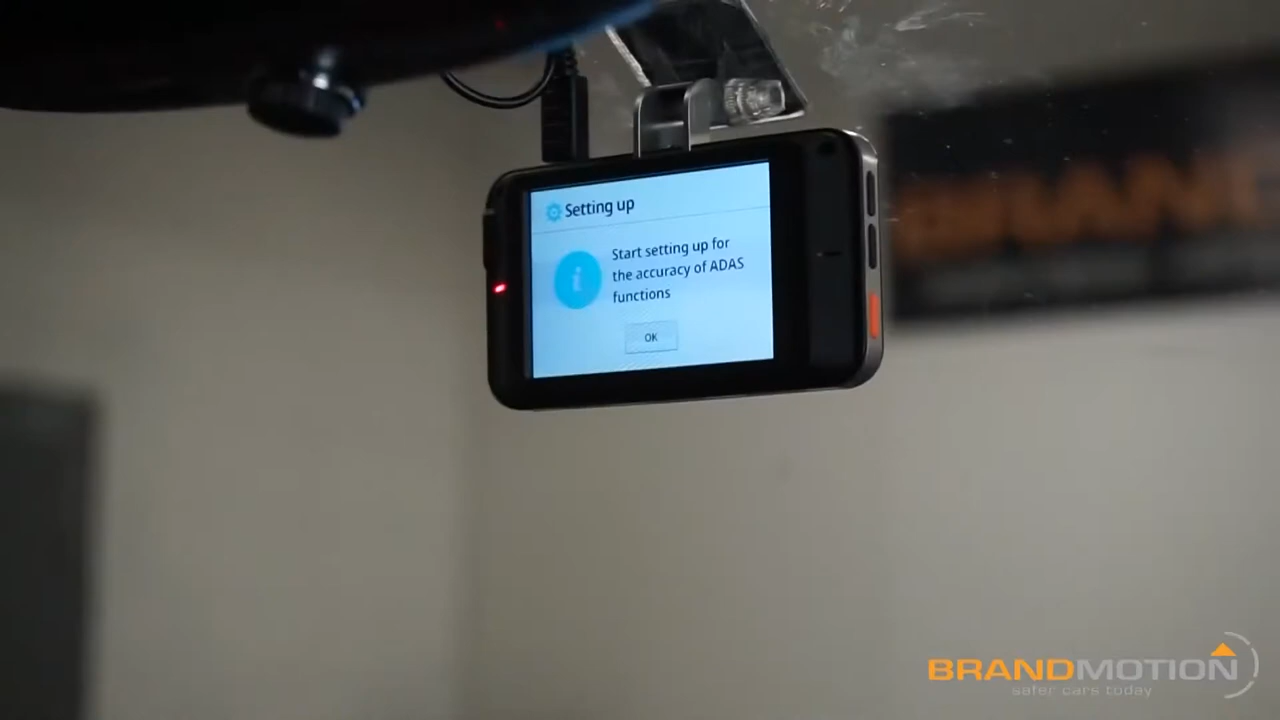 Setting up
Start setting up for
the accuracy of ADAS
functions
OK
BRANDMOTION
safer cars today